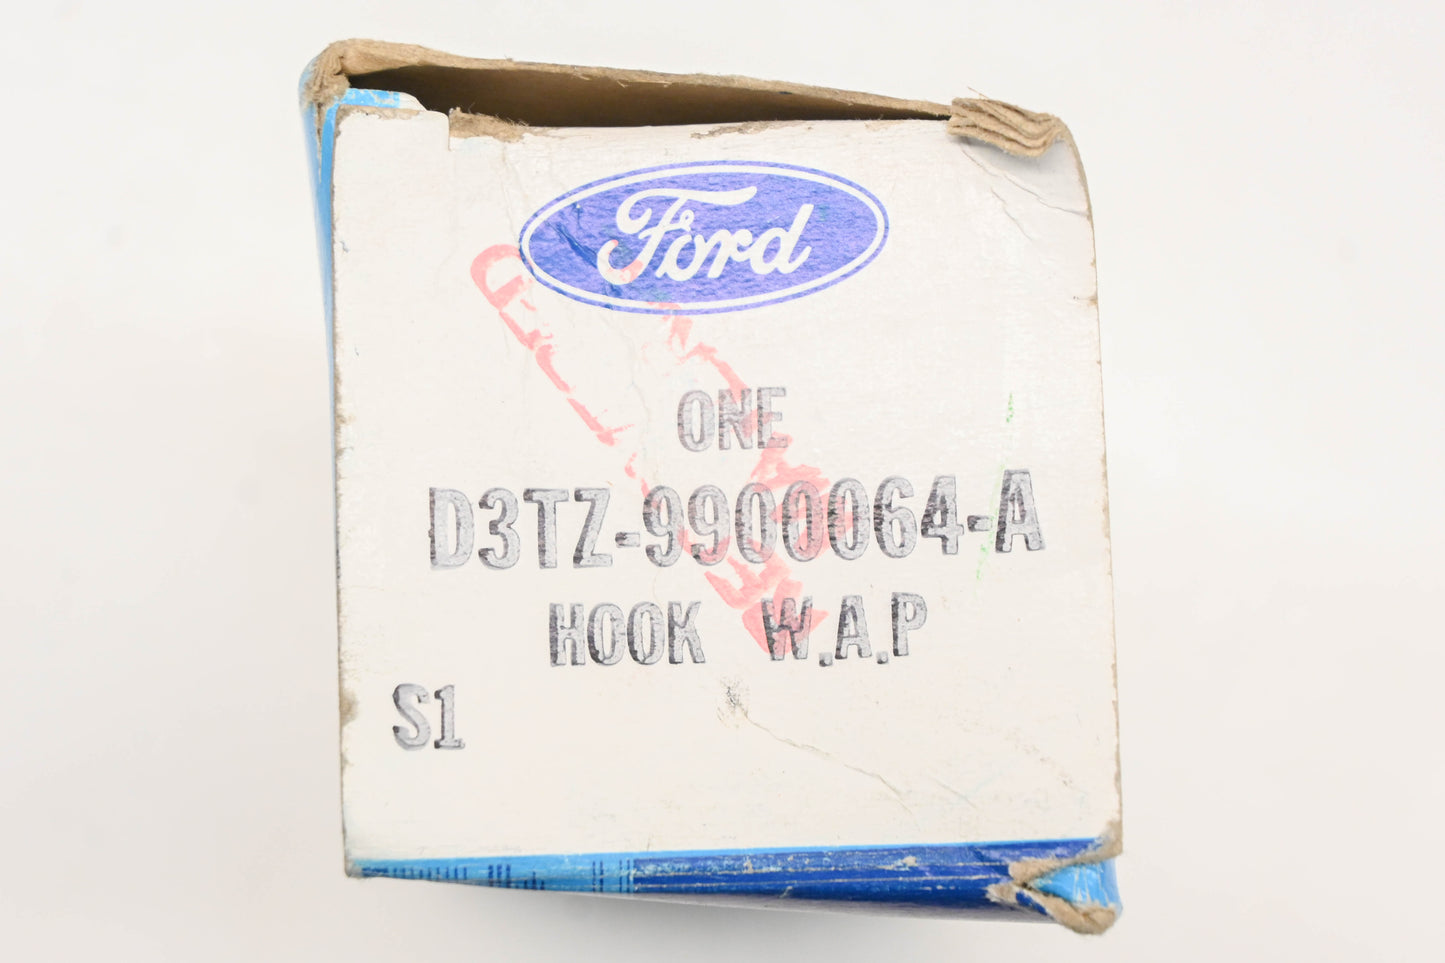 Ford
ONE
D3TZ-9900064-A
HOOK W.A.P
S1